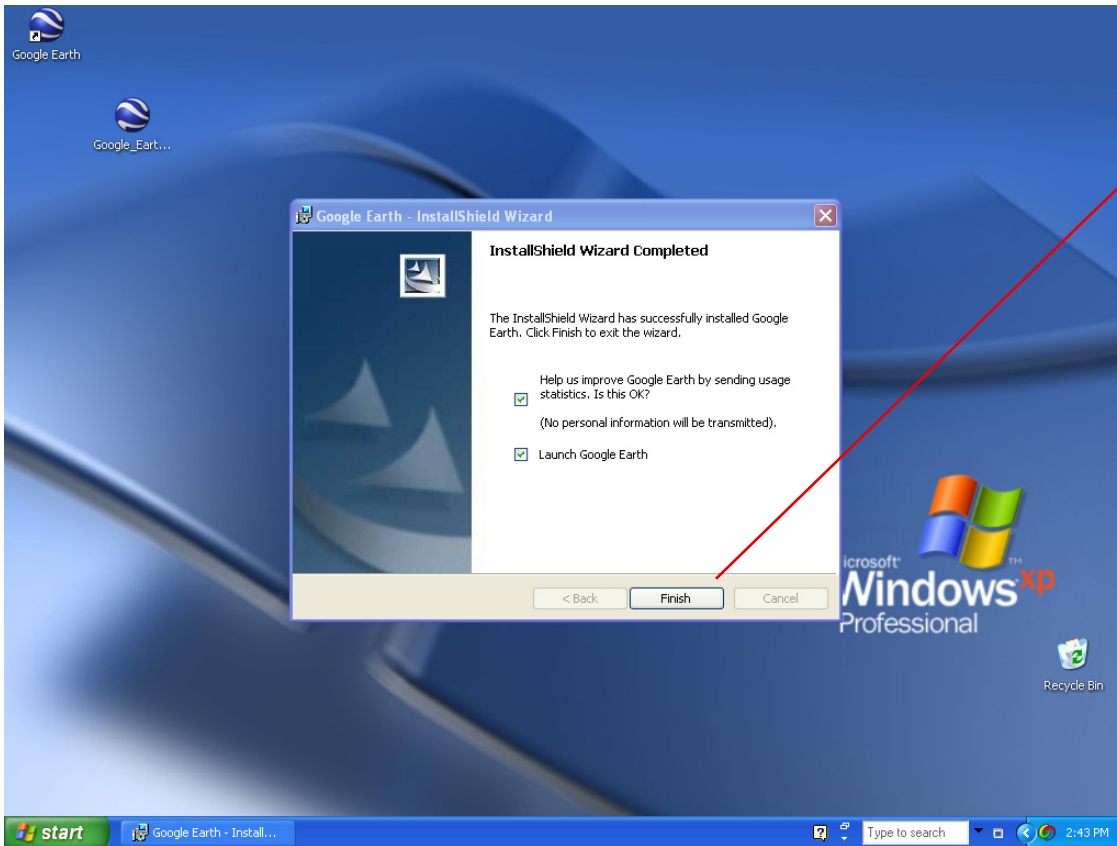 Google Earth
Google_Eart...
Google Earth - InstallShield Wizard
InstallShield Wizard Completed
The InstallShield Wizard has successfully installed Google
Earth. Click Finish to exit the wizard.
Help us improve Google Earth by sending usage
statistics. Is this OK?
(No personal information will be transmitted).
Launch Google Earth
< Back
Finish
Cancel
icrosoft
Windows xp
TM
Professional
Recycle Bin
start
Google Earth - Install...
Type to search
2:43 PM